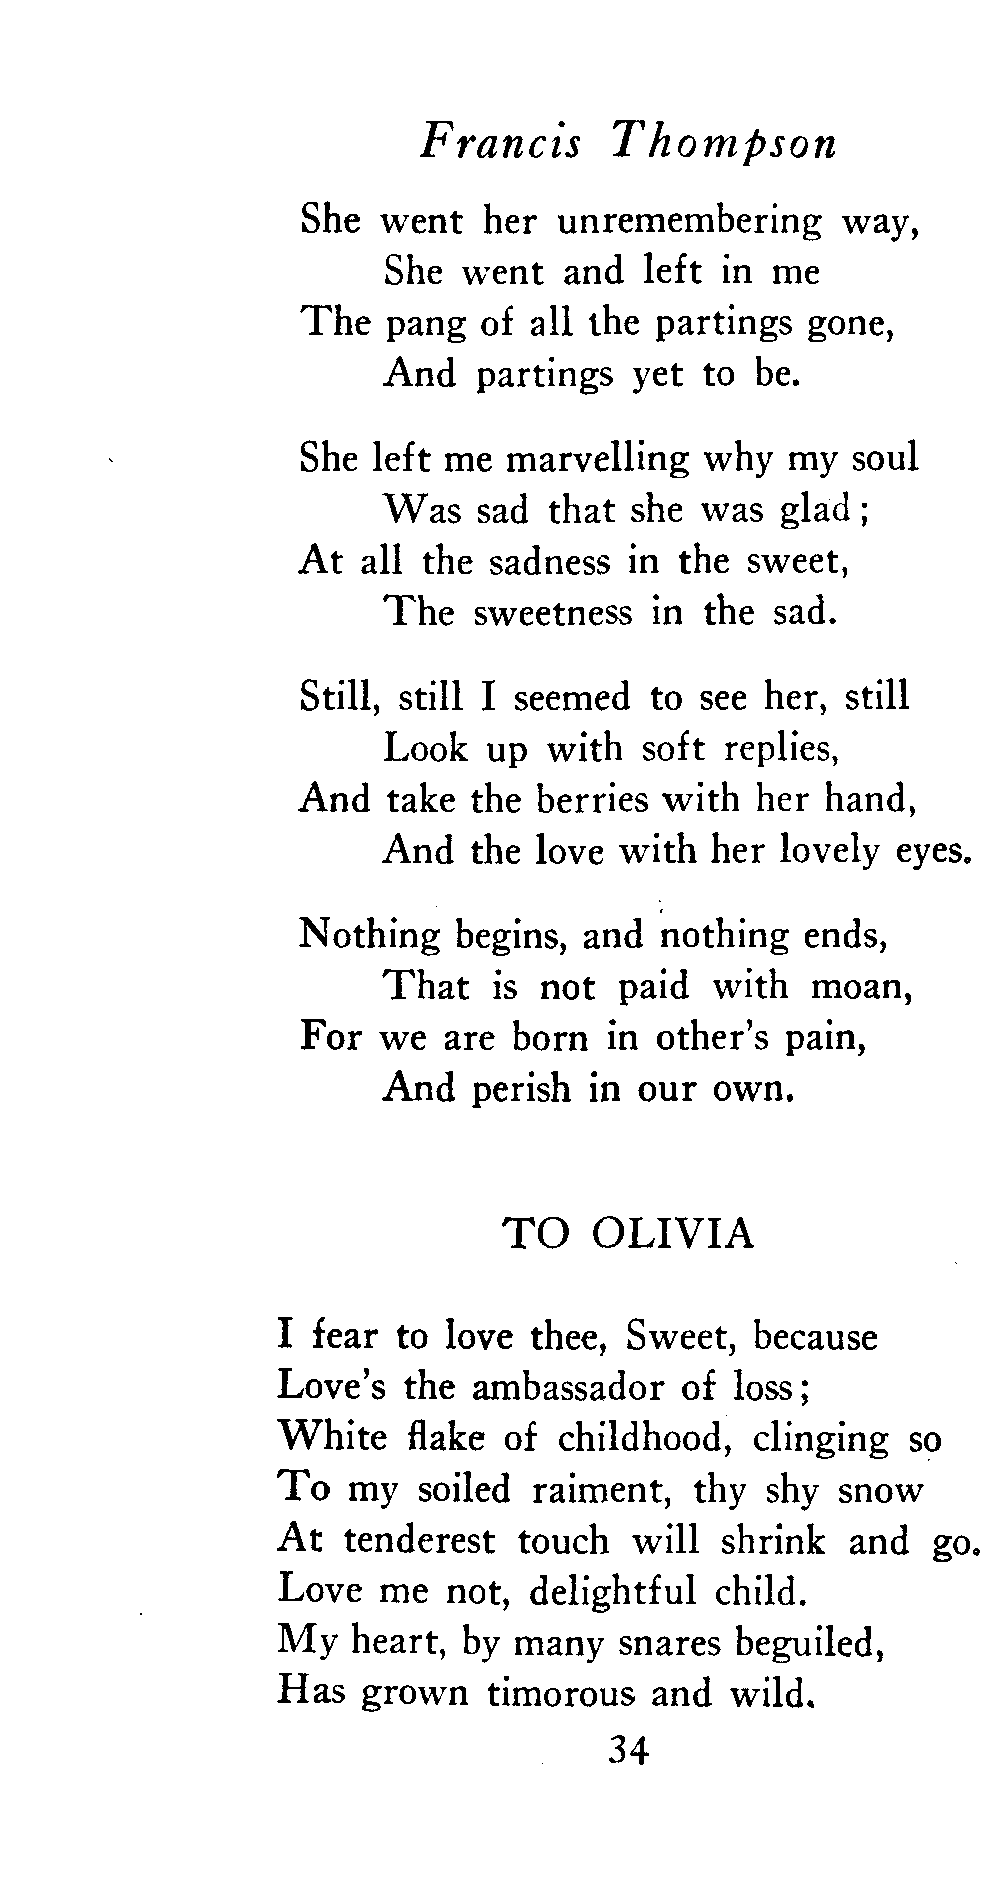 Francis Thompson
She went her unremembering way,
She went and left in me
The pang of all the partings gone,
And partings yet to be.
She left me marvelling why my soul
Was sad that she was glad;
At all the sadness in the sweet,
The sweetness in the sad.
Still, still I seemed to see her, still
Look up with soft replies,
And take the berries with her hand,
And the love with her lovely eyes.
Nothing begins, and nothing ends,
That is not paid with moan,
For we are born in other's pain,
And perish in our own.
TO OLIVIA
I fear to love thee, Sweet, because
Love's the ambassador of loss;
White flake of childhood, clinging so
To my soiled raiment, thy shy snow
At tenderest touch will shrink and go.
Love me not, delightful child.
My heart, by many snares beguiled,
Has grown timorous and wild.
34